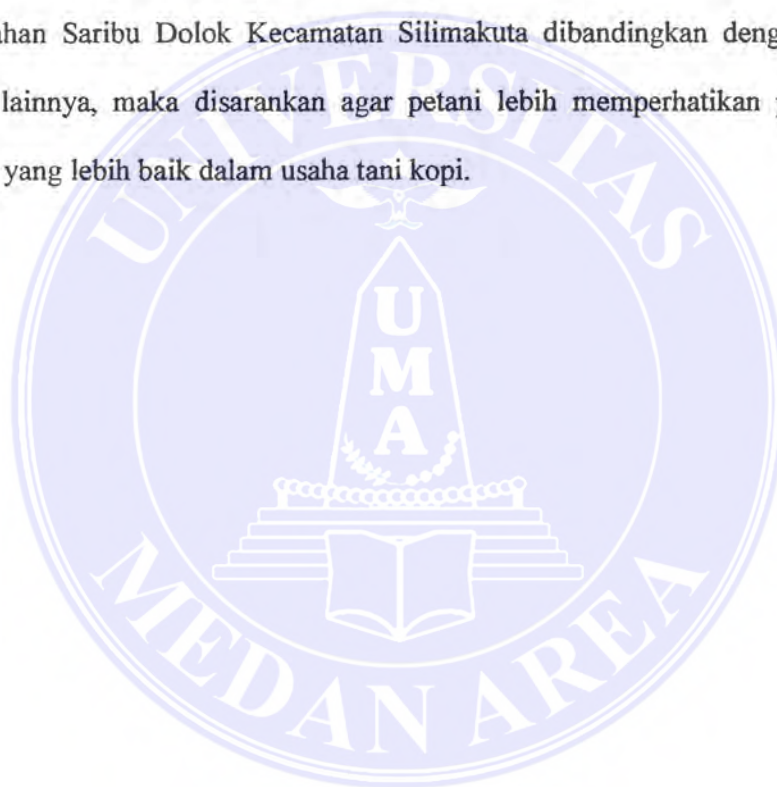 han Saribu Dolok Kecamatan Silimakuta dibandingkan deng
lainnya, maka disarankan agar petani lebih memperhatikan
yang lebih baik dalam usaha tani kopi.
UNIVERSITAS
UMA
MEDAN AREA